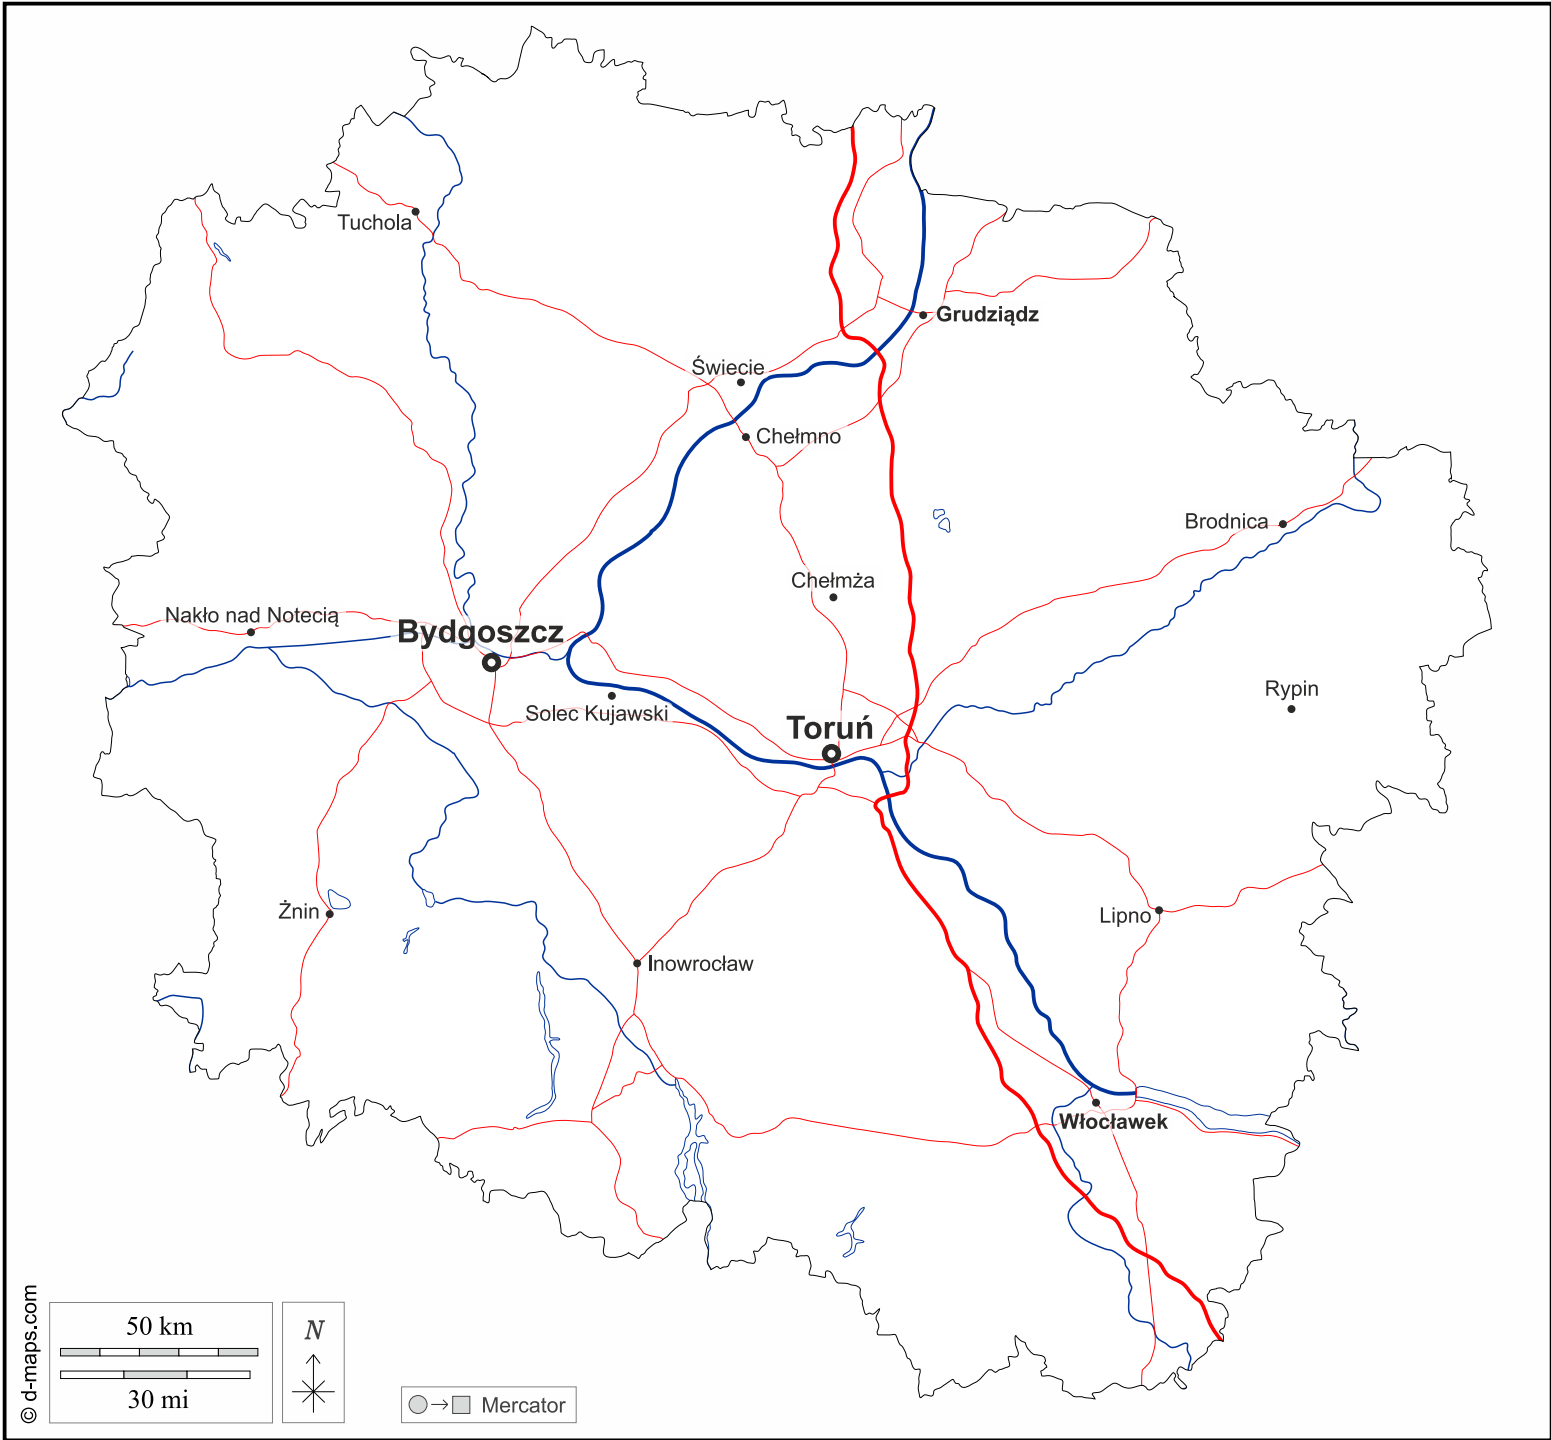 Tuchola
Grudziądz
Świecie
Chełmno
Brodnica
Chełmża
Nakło nad Notecią
Bydgoszcz
Rypin
Solec Kujawski
Toruń
Żnin
Lipno
Inowrocław
Włocławek
© d-maps.com
50 km
30 mi
N
Mercator